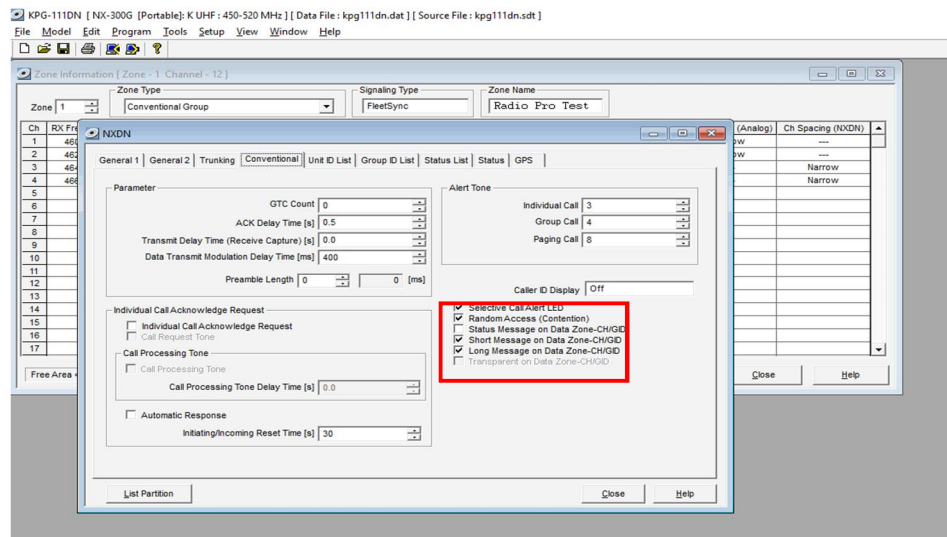 KPG-111DN [ NX-300G [Portable]: K UHF : 450-520 MHz ] [ Data File : kpg111dn.dat ] [ Source File : kpg111dn.sdt ]
File Model Edit Program Tools Setup View Window Help
Zone Information [ Zone - 1 Channel - 12 ]
Zone Type Signaling Type Zone Name
Zone 1 Conventional Group FleetSync Radio Pro Test
Ch RX Fre (Analog) Ch Spacing (NXDN)
1 460 ow ---
2 462 ow ---
3 464 Narrow
4 466 Narrow
5
6
7
8
9
10
11
12
13
14
15
16
17
Free Area Close Help
NXDN
General 1 General 2 Trunking Conventional Unit ID List Group ID List Status List Status GPS
Parameter
GTC Count 0
ACK Delay Time [s] 0.5
Transmit Delay Time (Receive Capture) [s] 0.0
Data Transmit Modulation Delay Time [ms] 400
Preamble Length 0 0 [ms]
Alert Tone
Individual Call 3
Group Call 4
Paging Call 8
Caller ID Display Off
Selective Call Alert LED
Random Access (Contention)
Status Message on Data Zone-CH/GID
Short Message on Data Zone-CH/GID
Long Message on Data Zone-CH/GID
Transparent on Data Zone-CH/GID
Individual Call Acknowledge Request
Individual Call Acknowledge Request
Call Request Tone
Call Processing Tone
Call Processing Tone
Call Processing Tone Delay Time [s] 0.0
Automatic Response
Initiating/Incoming Reset Time [s] 30
List Partition Close Help